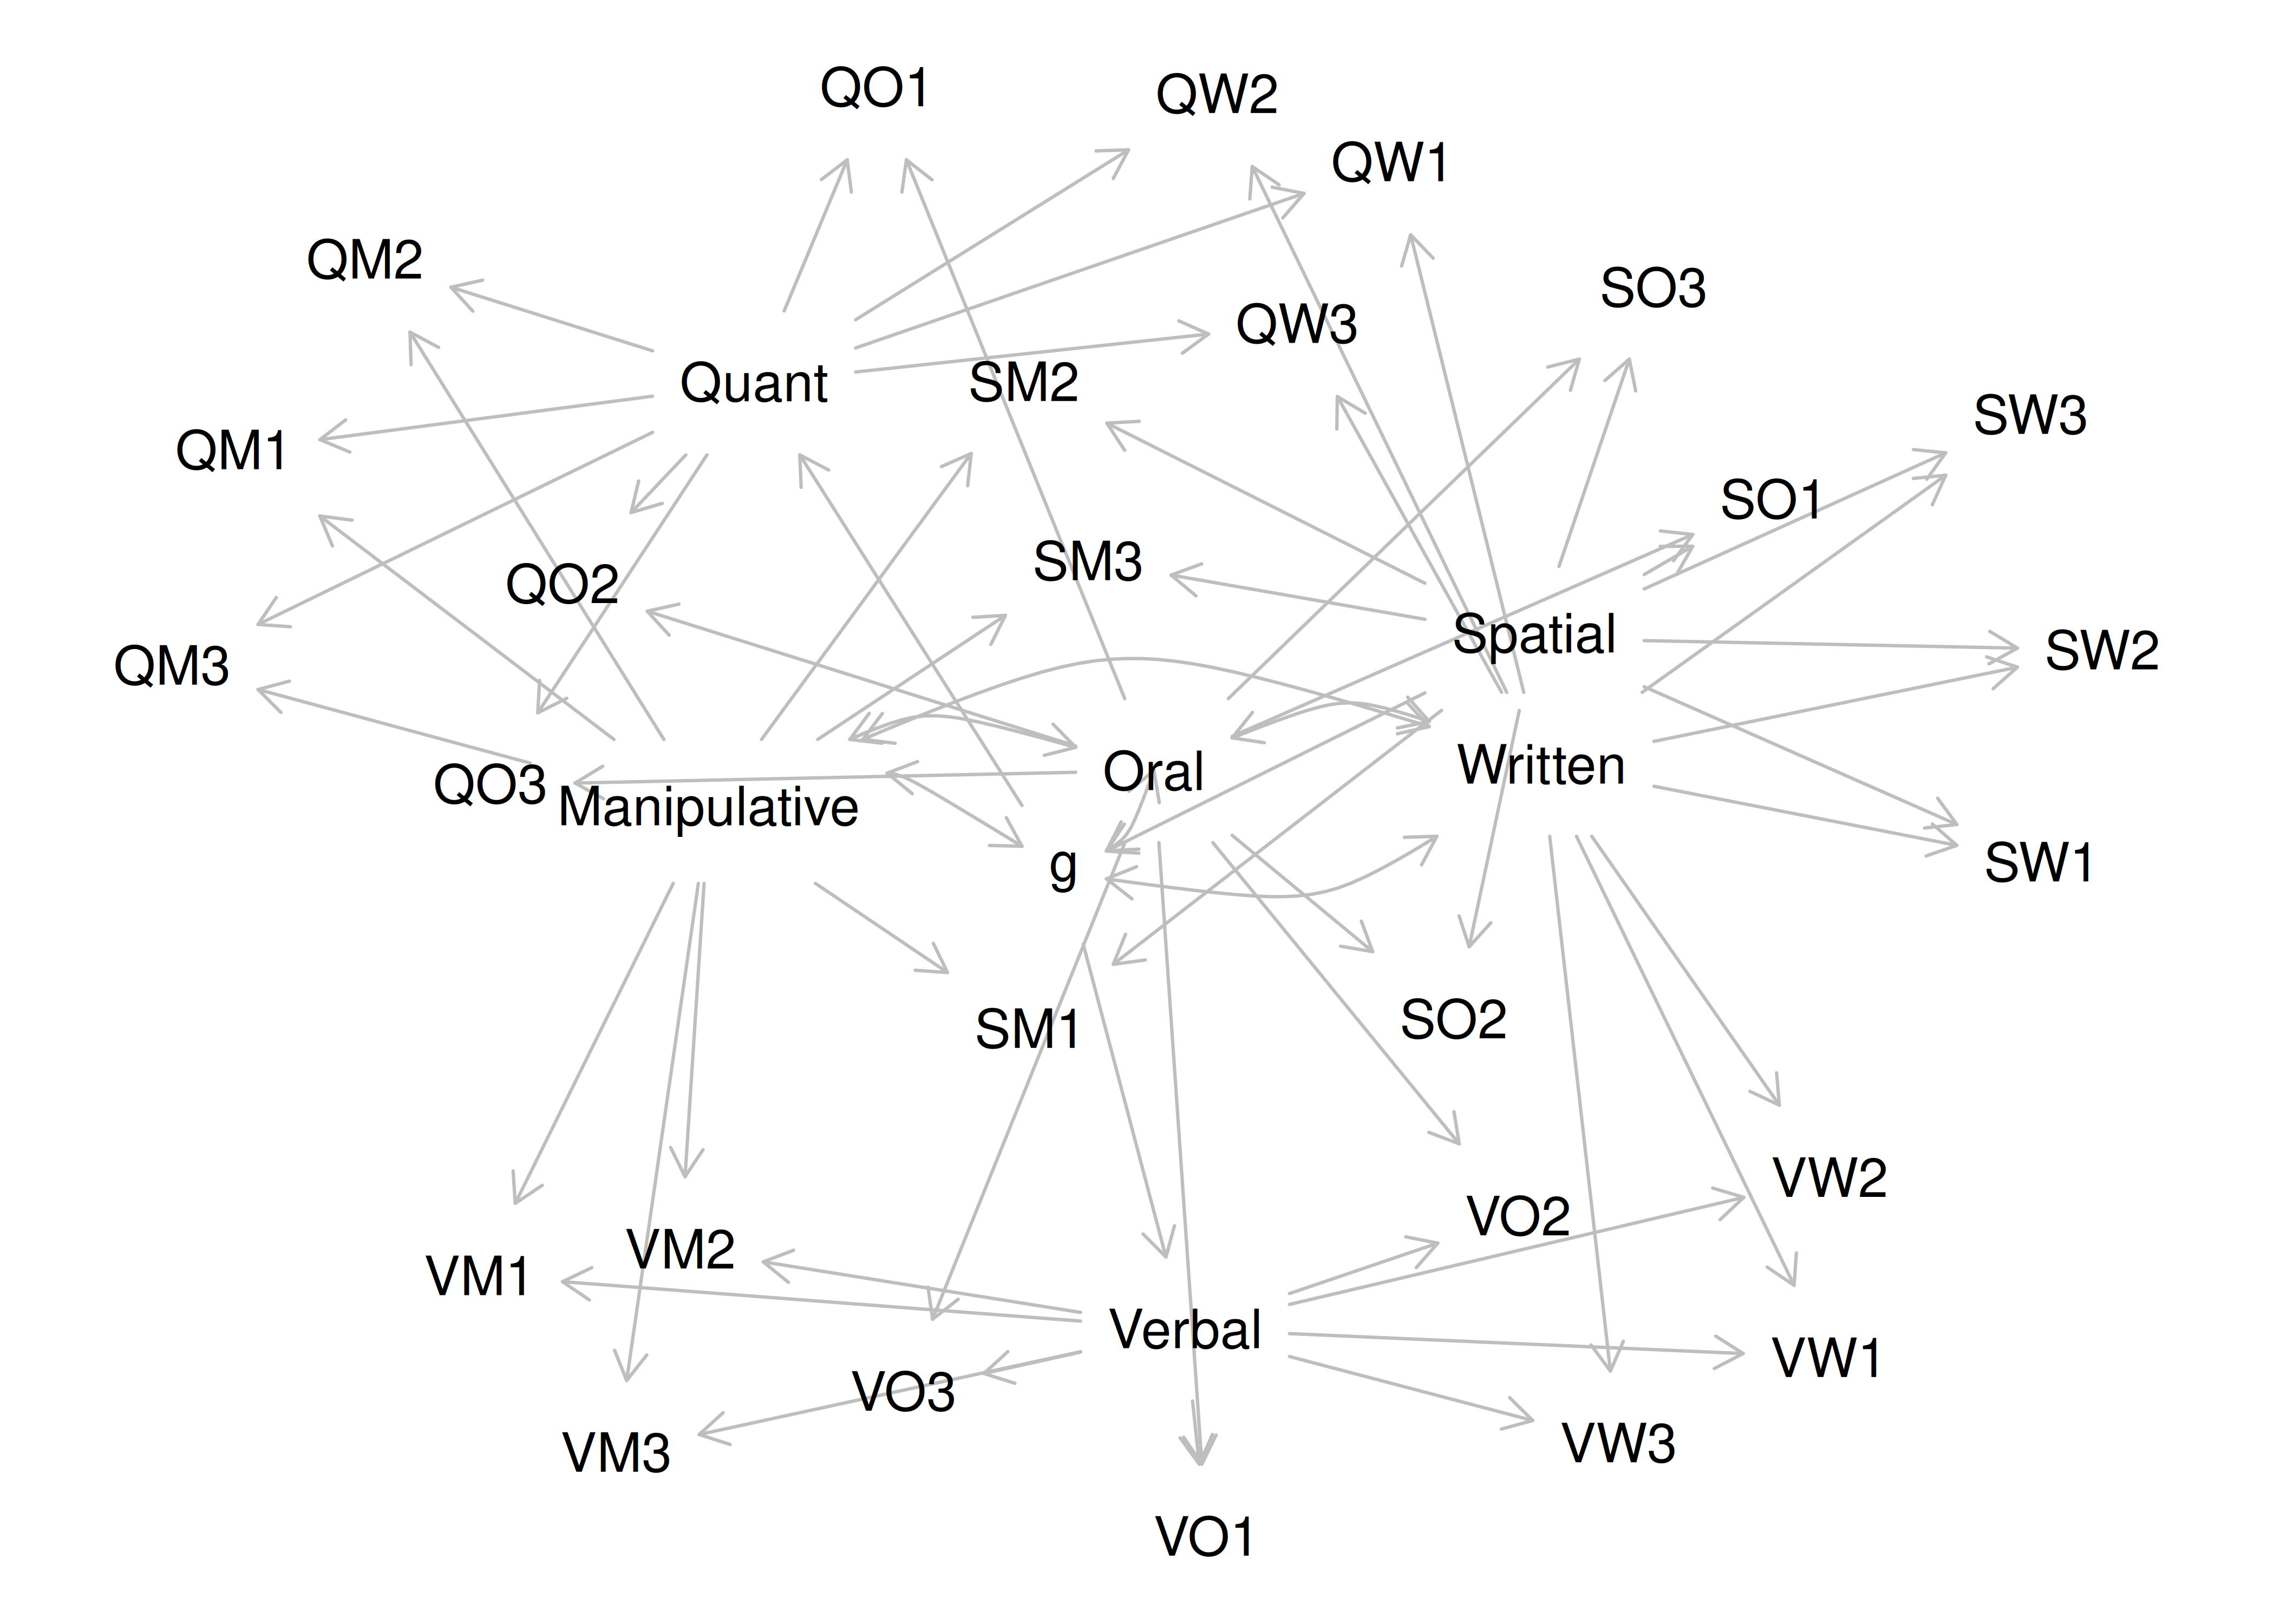 QO1
QW2
QW1
QM2
SO3
QW3
Quant
SM2
SW3
QM1
SO1
SM3
QO2
Spatial
SW2
QM3
Oral
Written
QO3
Manipulative
g
SW1
SM1
SO2
VW2
VO2
VM2
VM1
Verbal
VW1
VO3
VW3
VM3
VO1